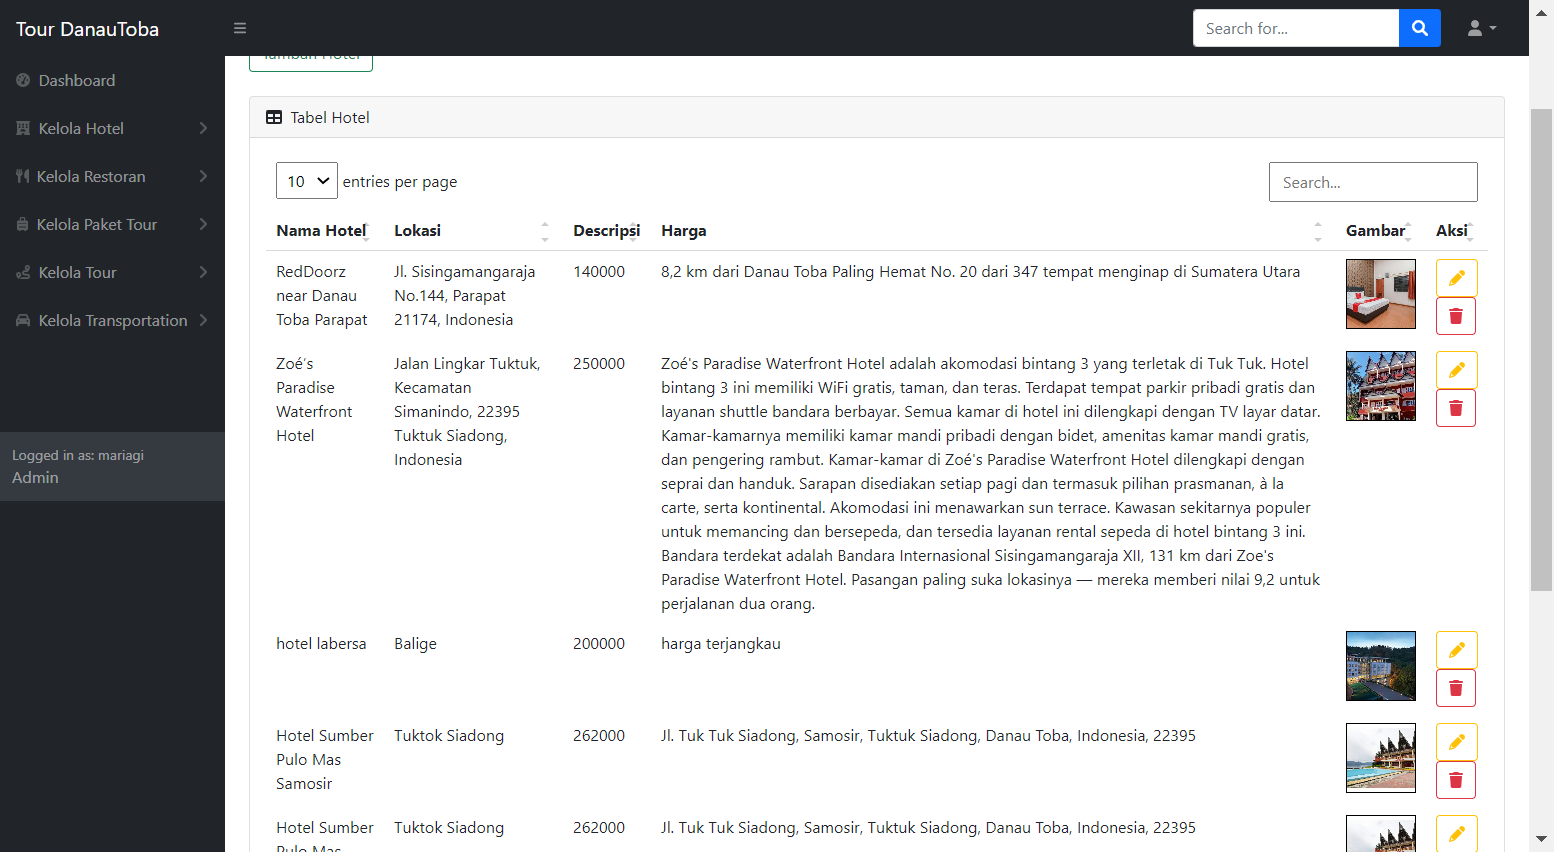 Tour DanauToba
Search for...
Dashboard
Kelola Hotel
Kelola Restoran
Kelola Paket Tour
Kelola Tour
Kelola Transportation
Logged in as: mariagi
Admin
Tambah Hotel
Tabel Hotel
10 entries per page
Search...
Nama Hotel Lokasi Descripsi Harga Gambar Aksi
RedDoorz Jl. Sisingamangaraja 140000 8,2 km dari Danau Toba Paling Hemat No. 20 dari 347 tempat menginap di Sumatera Utara
near Danau No.144, Parapat
Toba Parapat 21174, Indonesia
Zoé's Jalan Lingkar Tuktuk, 250000 Zoé's Paradise Waterfront Hotel adalah akomodasi bintang 3 yang terletak di Tuk Tuk. Hotel
Paradise Kecamatan bintang 3 ini memiliki WiFi gratis, taman, dan teras. Terdapat tempat parkir pribadi gratis dan
Waterfront Simanindo, 22395 layanan shuttle bandara berbayar. Semua kamar di hotel ini dilengkapi dengan TV layar datar.
Hotel Tuktuk Siadong, Kamar-kamarnya memiliki kamar mandi pribadi dengan bidet, amenitas kamar mandi gratis,
Indonesia dan pengering rambut. Kamar-kamar di Zoé's Paradise Waterfront Hotel dilengkapi dengan
seprai dan handuk. Sarapan disediakan setiap pagi dan termasuk pilihan prasmanan, à la
carte, serta kontinental. Akomodasi ini menawarkan sun terrace. Kawasan sekitarnya populer
untuk memancing dan bersepeda, dan tersedia layanan rental sepeda di hotel bintang 3 ini.
Bandara terdekat adalah Bandara Internasional Sisingamangaraja XII, 131 km dari Zoe's
Paradise Waterfront Hotel. Pasangan paling suka lokasinya — mereka memberi nilai 9,2 untuk
perjalanan dua orang.
hotel labersa Balige 200000 harga terjangkau
Hotel Sumber Tuktok Siadong 262000 Jl. Tuk Tuk Siadong, Samosir, Tuktuk Siadong, Danau Toba, Indonesia, 22395
Pulo Mas
Samosir
Hotel Sumber Tuktok Siadong 262000 Jl. Tuk Tuk Siadong, Samosir, Tuktuk Siadong, Danau Toba, Indonesia, 22395
Pulo Mas